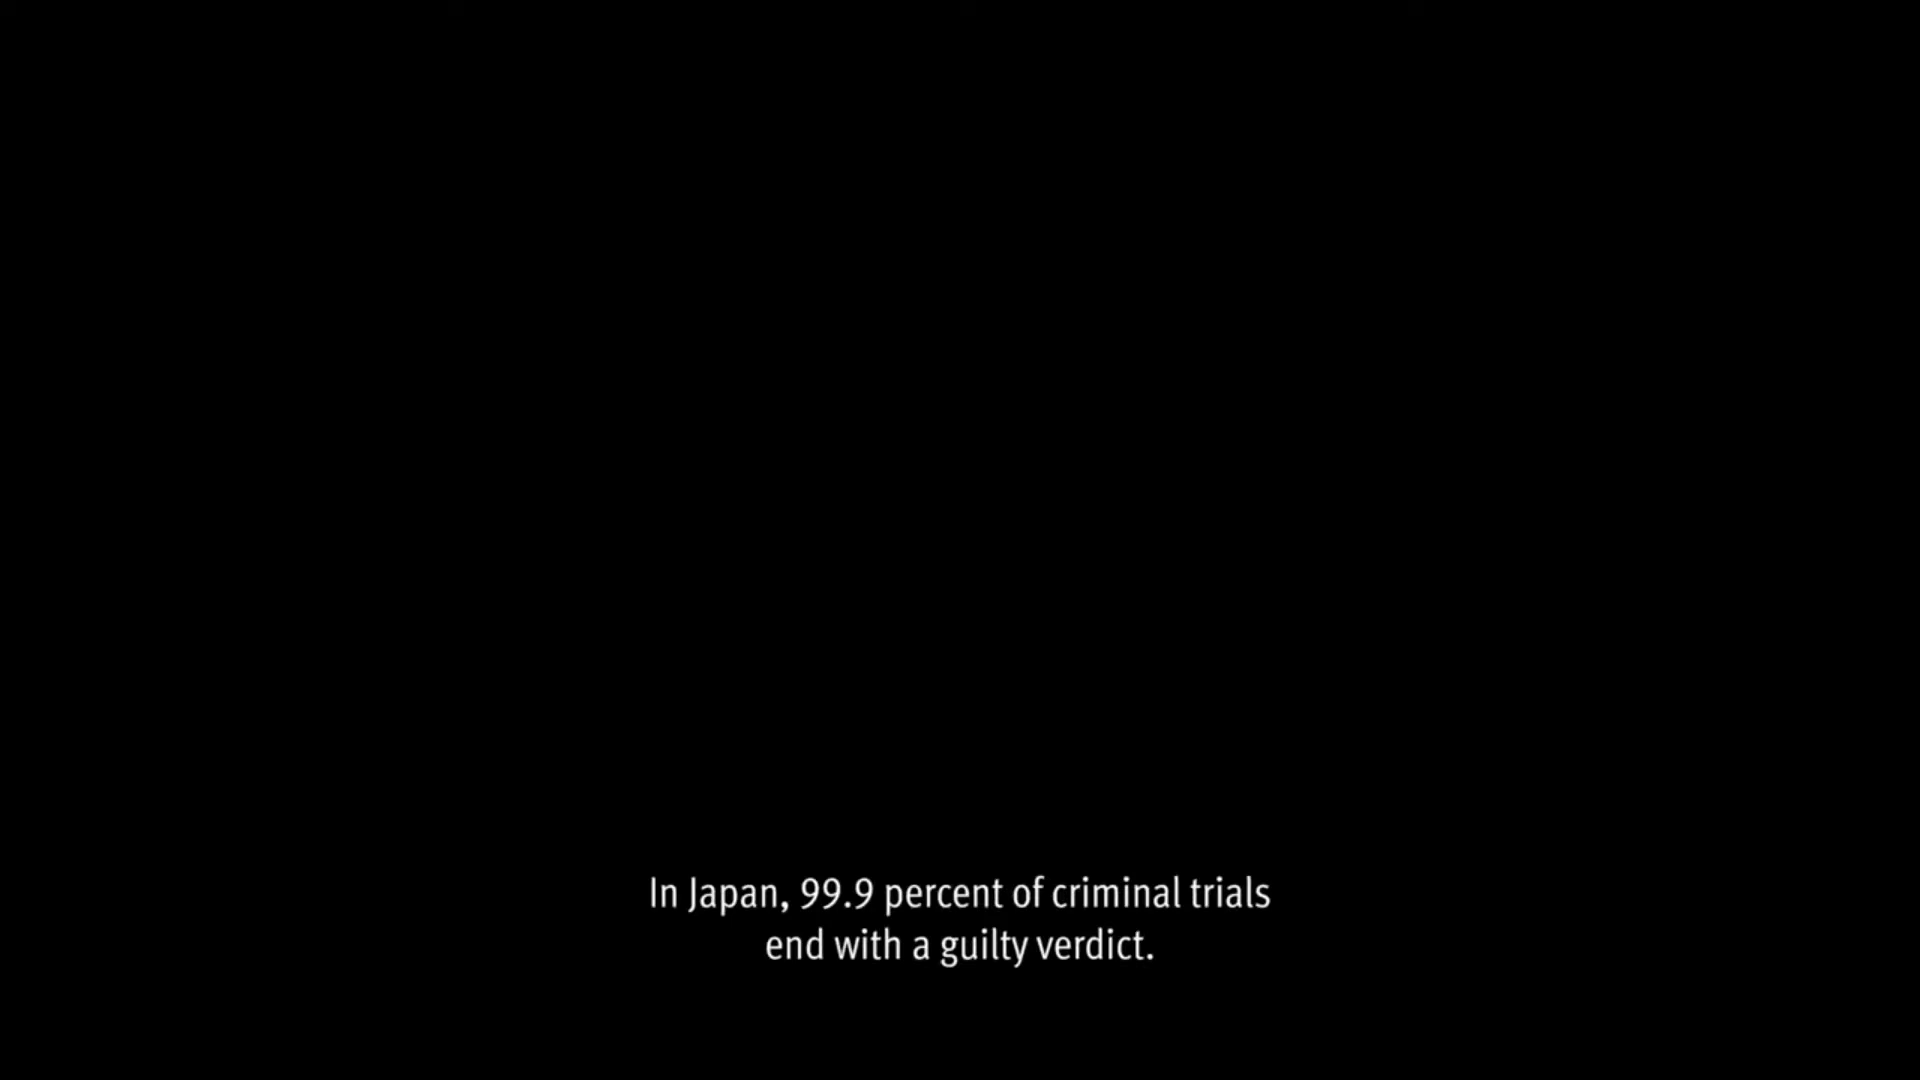 In Japan, 99.9 percent of criminal trials
end with a guilty verdict.